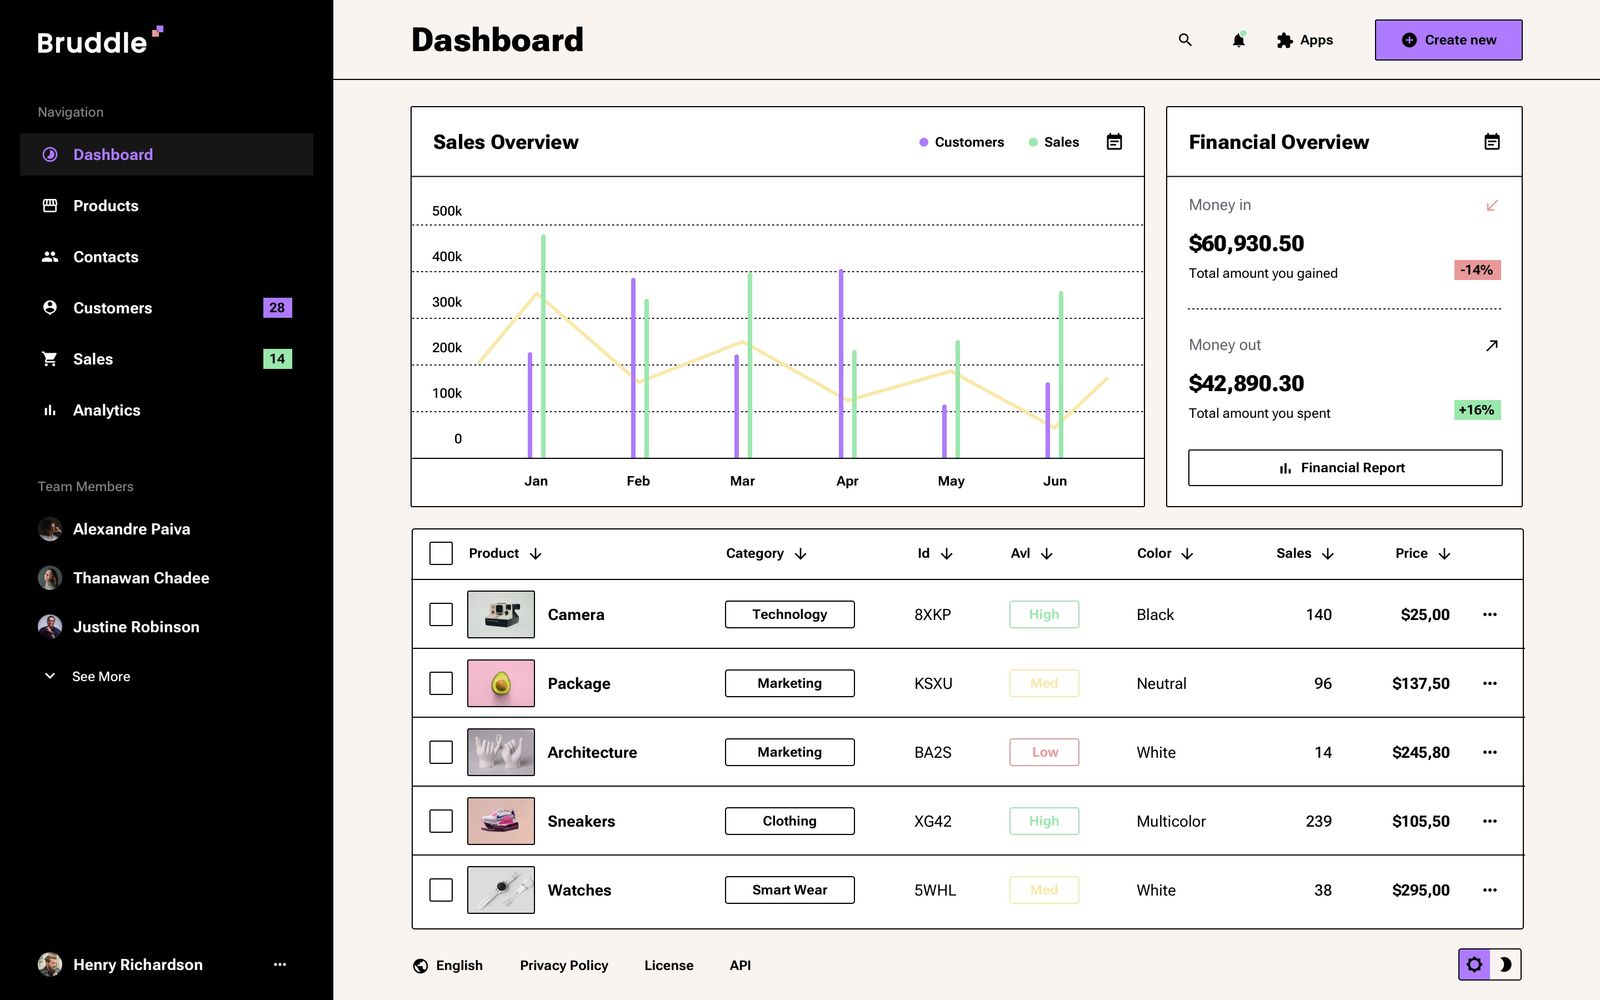 Bruddle
Navigation
Dashboard
Products
Contacts
Customers 28
Sales 14
Analytics
Team Members
Alexandre Paiva
Thanawan Chadee
Justine Robinson
See More
Henry Richardson
Dashboard
Apps
Create new
Sales Overview
Customers Sales
500k
400k
300k
200k
100k
0
Jan Feb Mar Apr May Jun
Financial Overview
Money in
$60,930.50
Total amount you gained -14%
Money out
$42,890.30
Total amount you spent +16%
Financial Report
Product Category Id Avl Color Sales Price
Camera Technology 8XKP High Black 140 $25,00
Package Marketing KSXU Med Neutral 96 $137,50
Architecture Marketing BA2S Low White 14 $245,80
Sneakers Clothing XG42 High Multicolor 239 $105,50
Watches Smart Wear 5WHL Med White 38 $295,00
English Privacy Policy License API